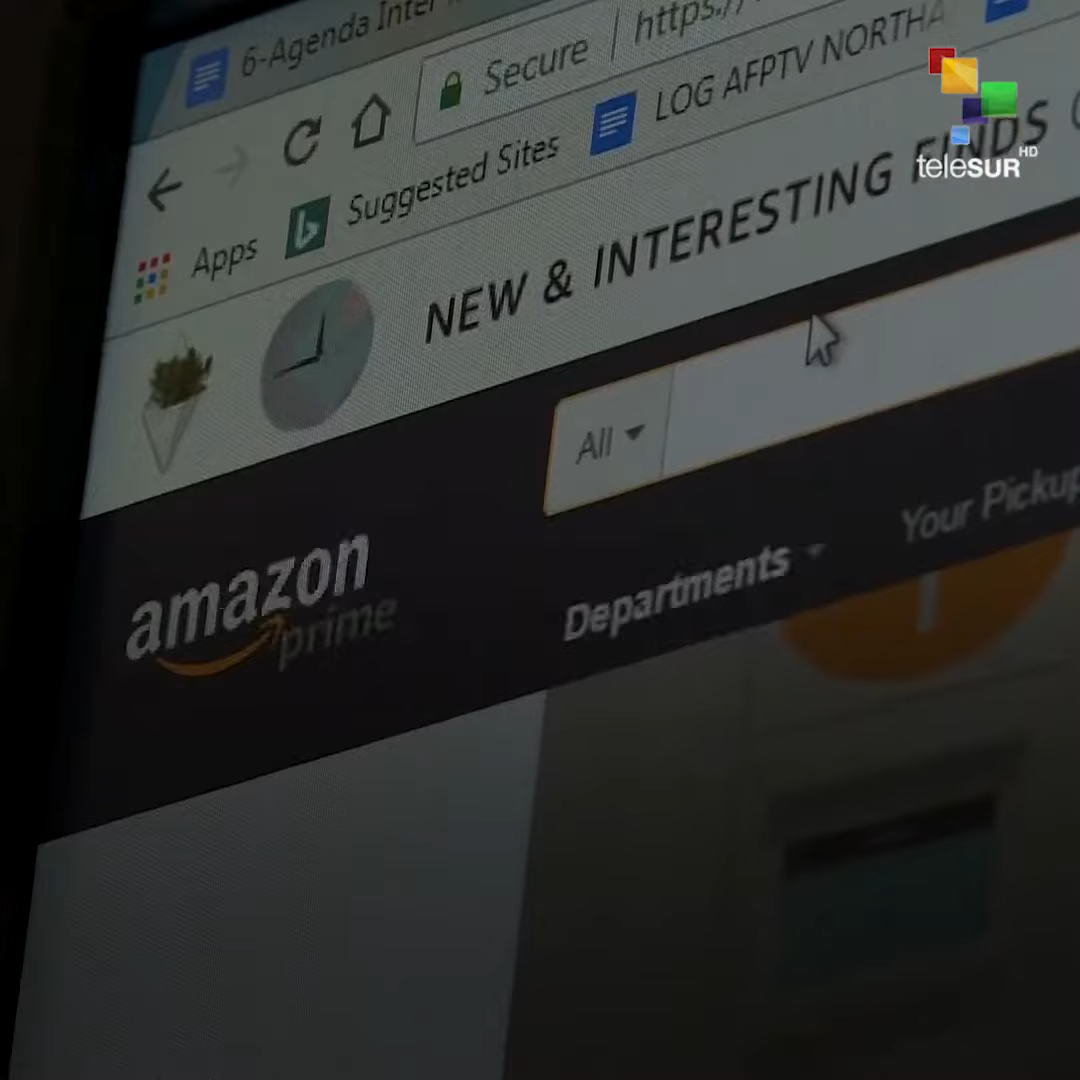 6-Agenda Inter
Secure https://
LOG AFPTV NORTHA
Suggested Sites
Apps
NEW & INTERESTING FINDS
teleSUR HD
All
Your Pickup
Departments
amazon
prime